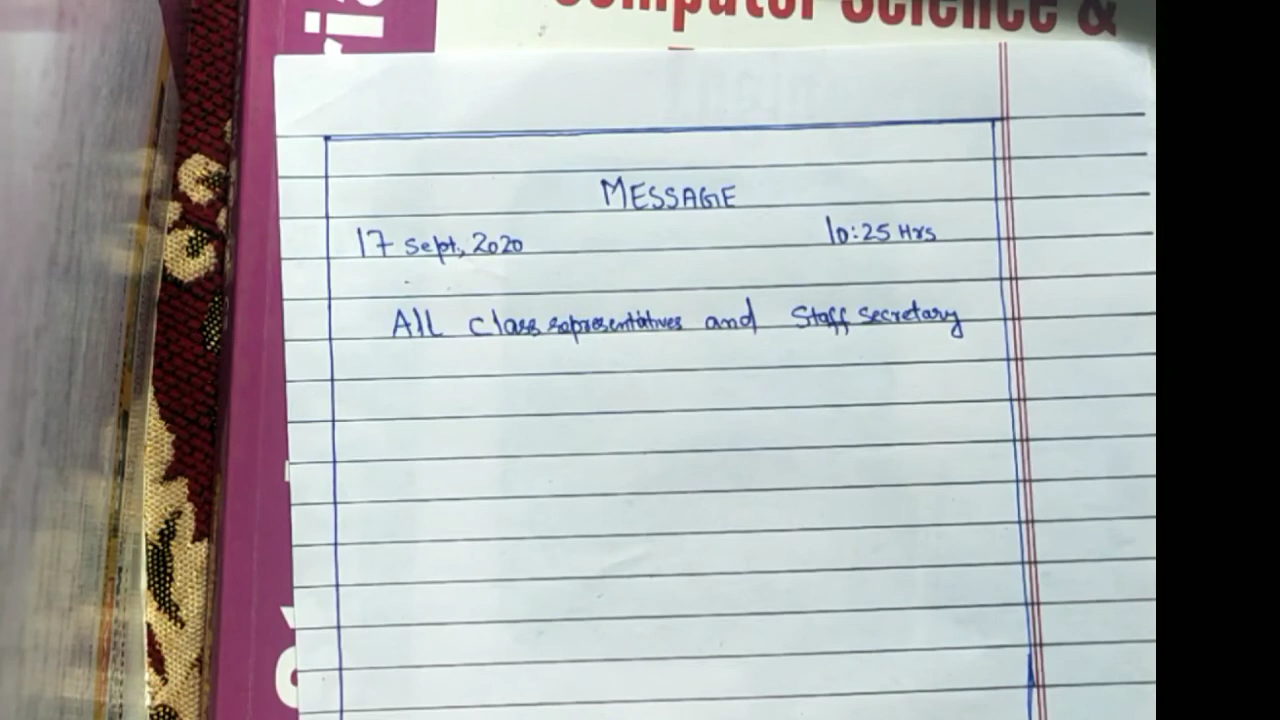 Computer Science &
MESSAGE
17 Sept., 2020 10:25 Hrs
All class representatives and Staff secretary